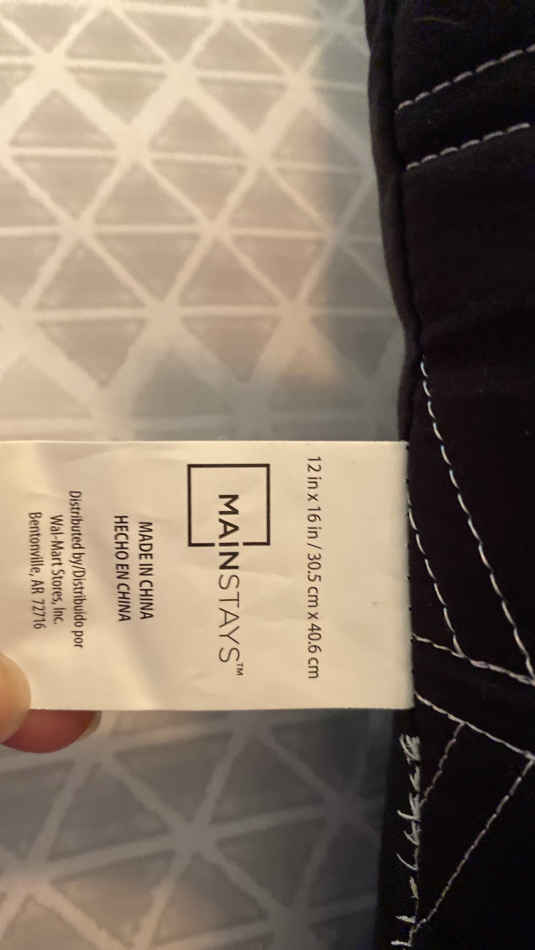 12 in x 16 in / 30.5 cm x 40.6 cm
MAINSTAYS™
MADE IN CHINA
HECHO EN CHINA
Distributed by/Distribuido por
Wal-Mart Stores, Inc.
Bentonville, AR 72716